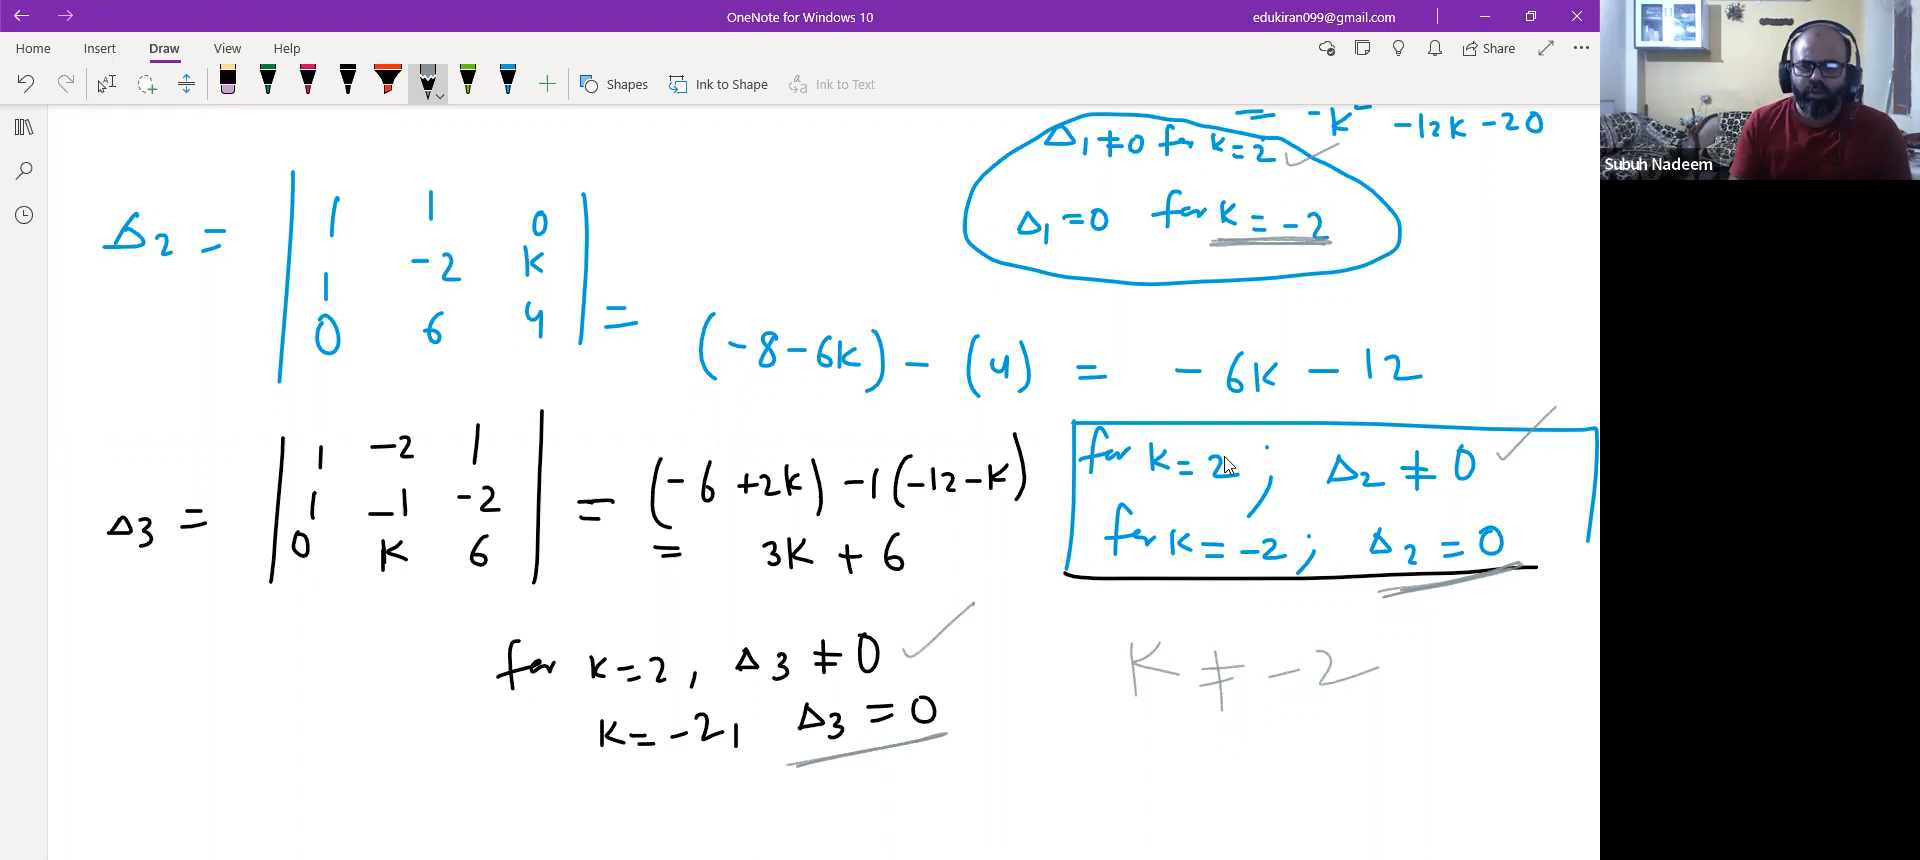 OneNote for Windows 10
edukiran099@gmail.com
Home Insert Draw View Help
Share
Shapes Ink to Shape Ink to Text
Subuh Nadeem
= -k² -12k -20
Δ₁ ≠ 0 for k = 2
Δ₁ = 0 for k = -2
Δ₂ =
1 1 0
1 -2 k
0 6 4
= (-8 - 6k) - (4) = -6k - 12
for k = 2 ; Δ₂ ≠ 0
for k = -2 ; Δ₂ = 0
Δ₃ =
1 -2 1
1 -1 -2
0 k 6
= (-6 + 2k) -1 (-12 - k)
= 3k + 6
for k = 2 , Δ₃ ≠ 0
k = -2 , Δ₃ = 0
K ≠ -2